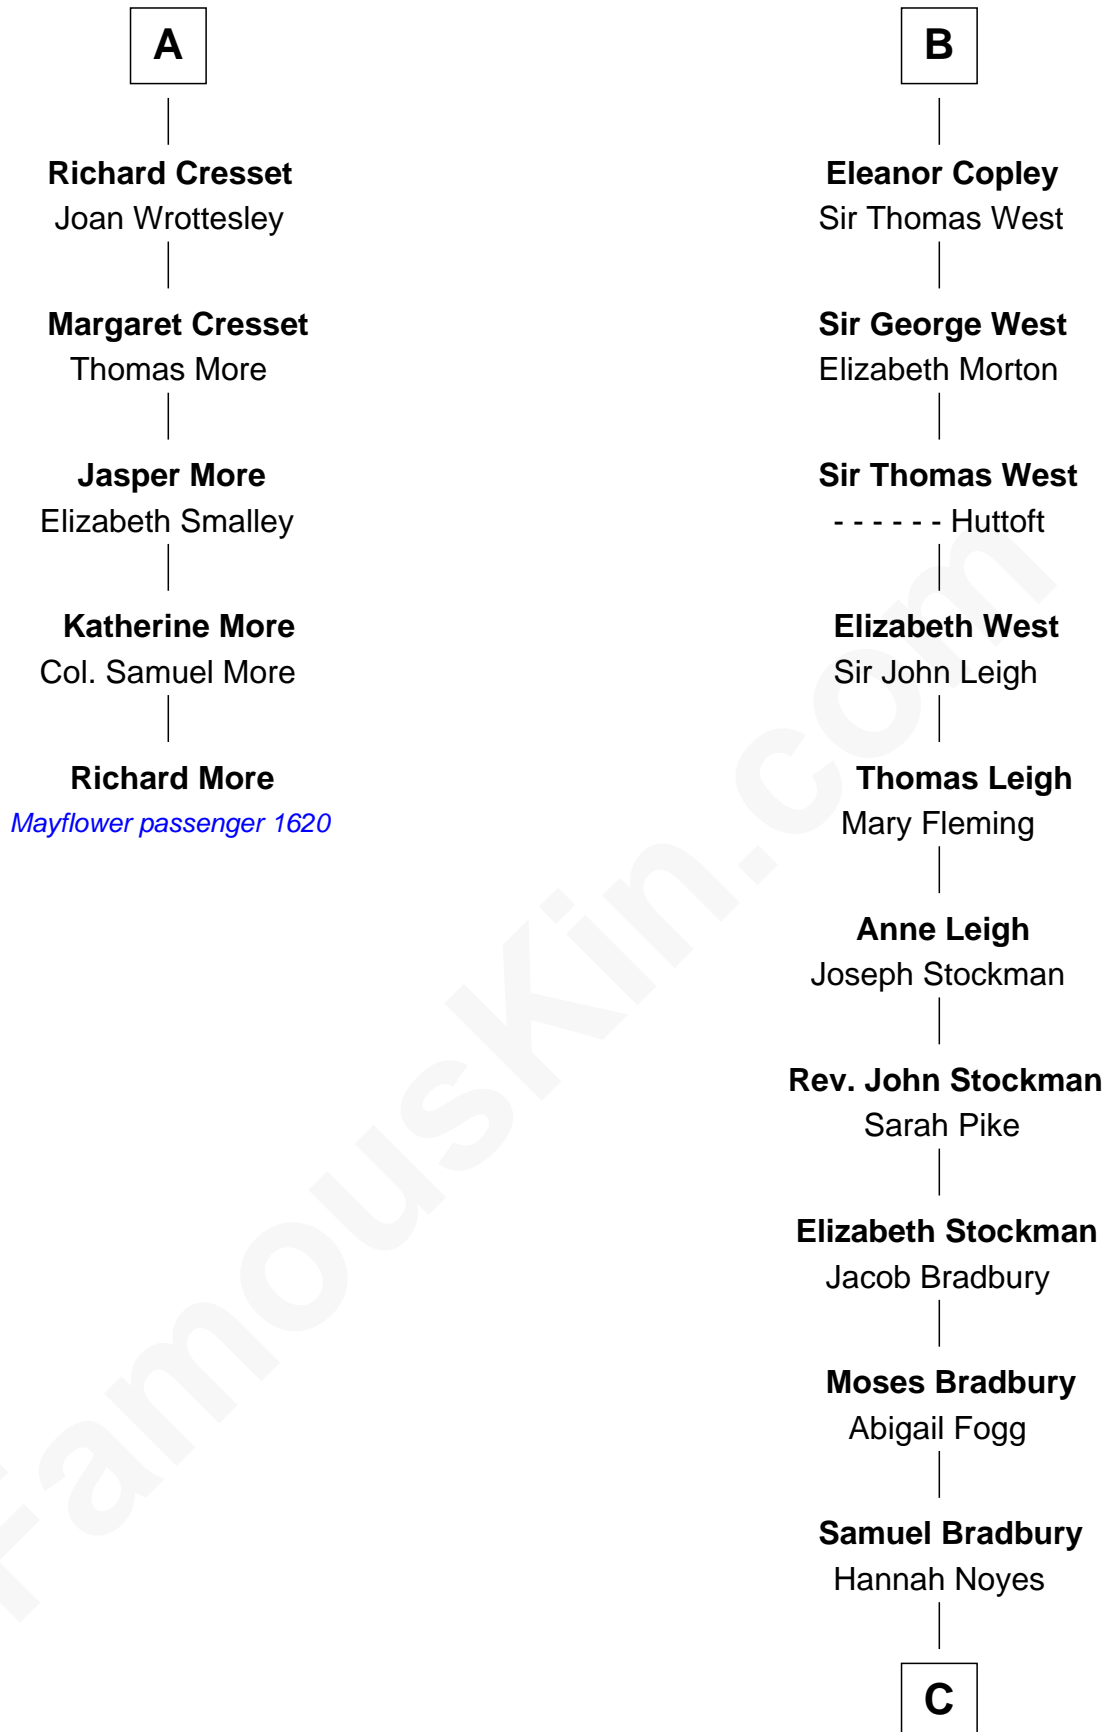 A
Richard Cresset
Joan Wrottesley
Margaret Cresset
Thomas More
Jasper More
Elizabeth Smalley
Katherine More
Col. Samuel More
Richard More
Mayflower passenger 1620
B
Eleanor Copley
Sir Thomas West
Sir George West
Elizabeth Morton
Sir Thomas West
- - - - - - Huttoft
Elizabeth West
Sir John Leigh
Thomas Leigh
Mary Fleming
Anne Leigh
Joseph Stockman
Rev. John Stockman
Sarah Pike
Elizabeth Stockman
Jacob Bradbury
Moses Bradbury
Abigail Fogg
Samuel Bradbury
Hannah Noyes
C
FamousKin.com